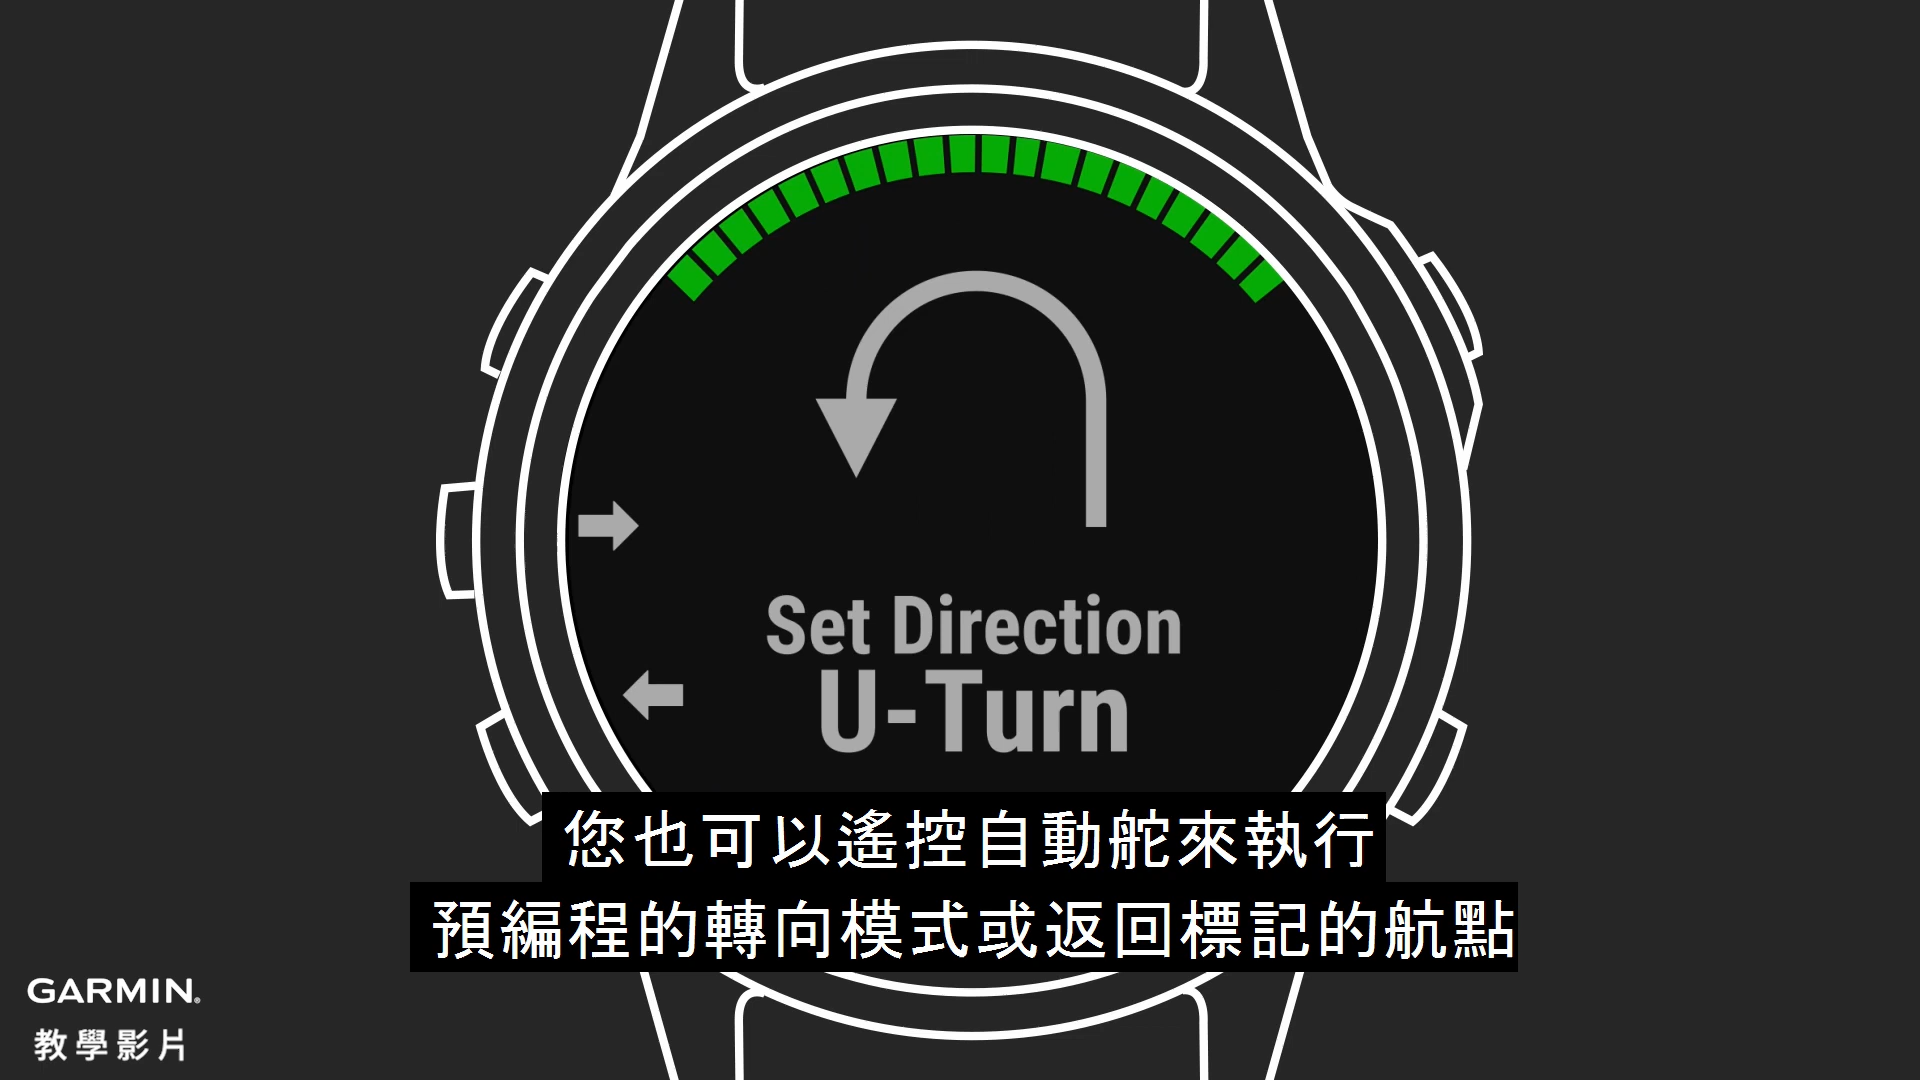 Set Direction
U-Turn
您也可以遙控自動舵來執行
預編程的轉向模式或返回標記的航點
GARMIN®
教學影片